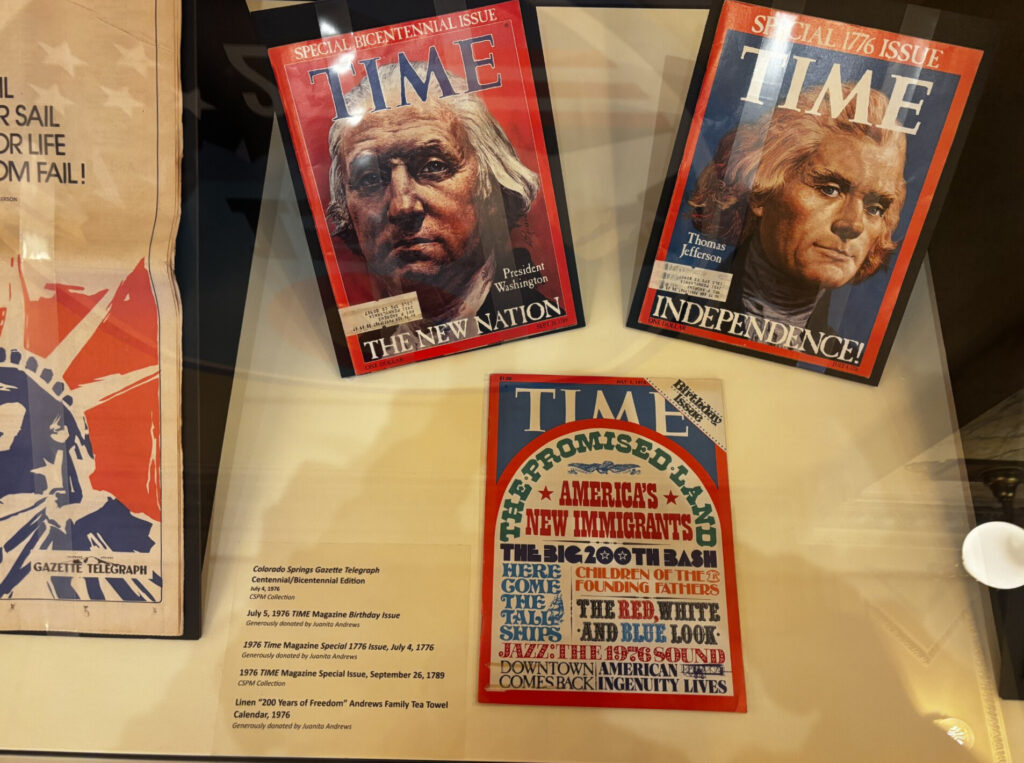 IL
R SAIL
OR LIFE
OM FAIL!
GAZETTE TELEGRAPH
SPECIAL BICENTENNIAL ISSUE
TIME
President
Washington
THE NEW NATION
ONE DOLLAR
SPECIAL 1776 ISSUE
TIME
Thomas
Jefferson
INDEPENDENCE!
ONE DOLLAR
Birthday
Issue
TIME
THE PROMISED LAND
AMERICA'S
NEW IMMIGRANTS
THE BIG 200TH BASH
HERE
COME
THE
TALL
SHIPS
CHILDREN OF THE
FOUNDING FATHERS
THE RED, WHITE
AND BLUE LOOK
JAZZ: THE 1976 SOUND
DOWNTOWN
COMES BACK
AMERICAN
INGENUITY LIVES
Colorado Springs Gazette Telegraph
Centennial/Bicentennial Edition
July 4, 1976
CSPM Collection
July 5, 1976 TIME Magazine Birthday Issue
Generously donated by Juanita Andrews
1976 Time Magazine Special 1776 Issue, July 4, 1776
Generously donated by Juanita Andrews
1976 TIME Magazine Special Issue, September 26, 1789
CSPM Collection
Linen "200 Years of Freedom" Andrews Family Tea Towel
Calendar, 1976
Generously donated by Juanita Andrews